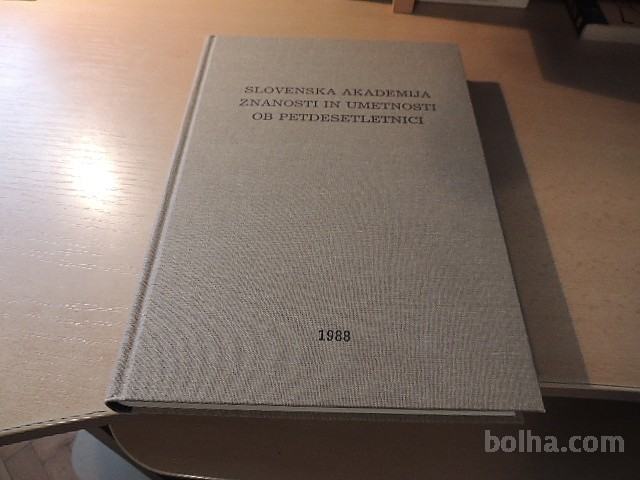 SLOVENSKA AKADEMIJA
ZNANOSTI IN UMETNOSTI
OB PETDESETLETNICI
1988
bolha.com